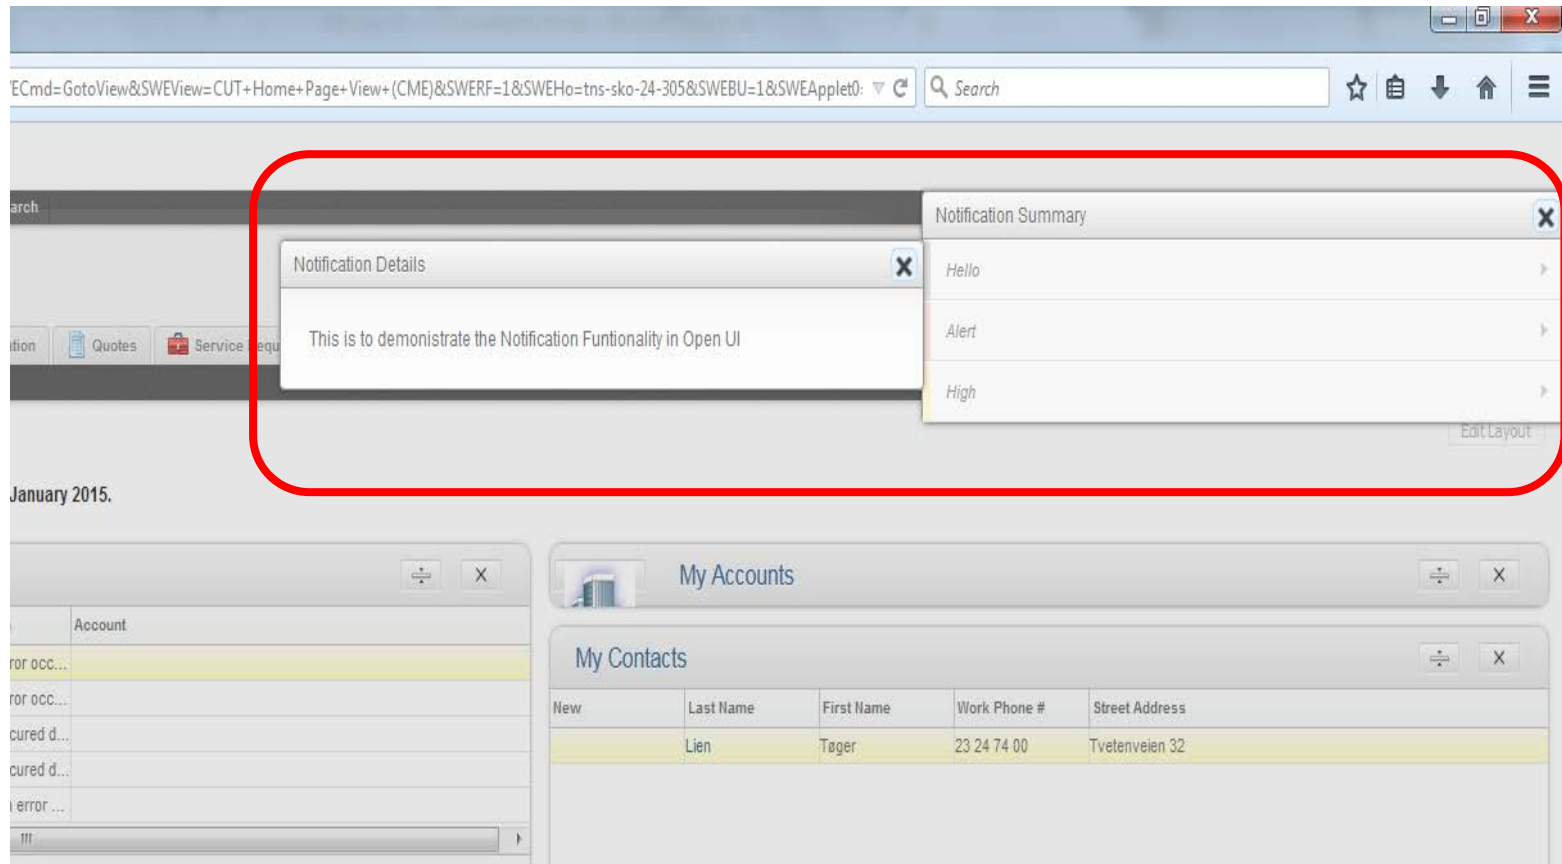 ECmd=GotoView&SWEView=CUT+Home+Page+View+(CME)&SWERF=1&SWEHo=tns-sko-24-305&SWEBU=1&SWEApplet0: Search
arch
Notification Summary
Notification Details
Hello
This is to demonistrate the Notification Funtionality in Open UI
Alert
tion Quotes Service Requ
High
Edit Layout
January 2015.
My Accounts
Account
ror occ...
My Contacts
ror occ...
New Last Name First Name Work Phone # Street Address
cured d...
Lien Tøger 23 24 74 00 Tvetenveien 32
cured d...
error ...